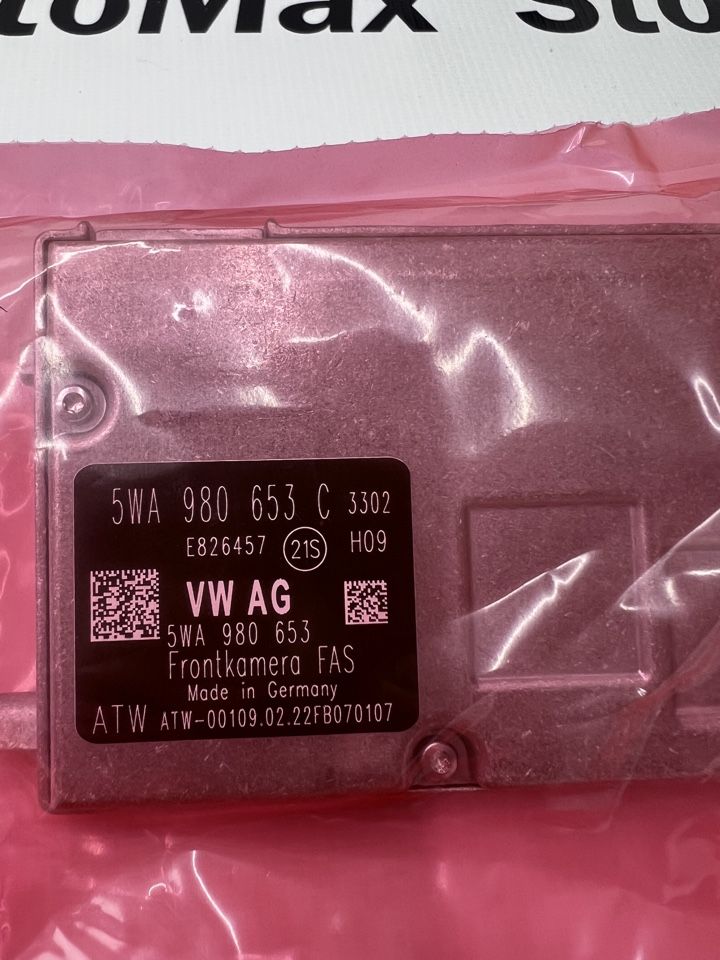 toMax Sto
5WA 980 653 C 3302
E826457 21S H09
VW AG
5WA 980 653
Frontkamera FAS
Made in Germany
ATW ATW-00109.02.22FB070107